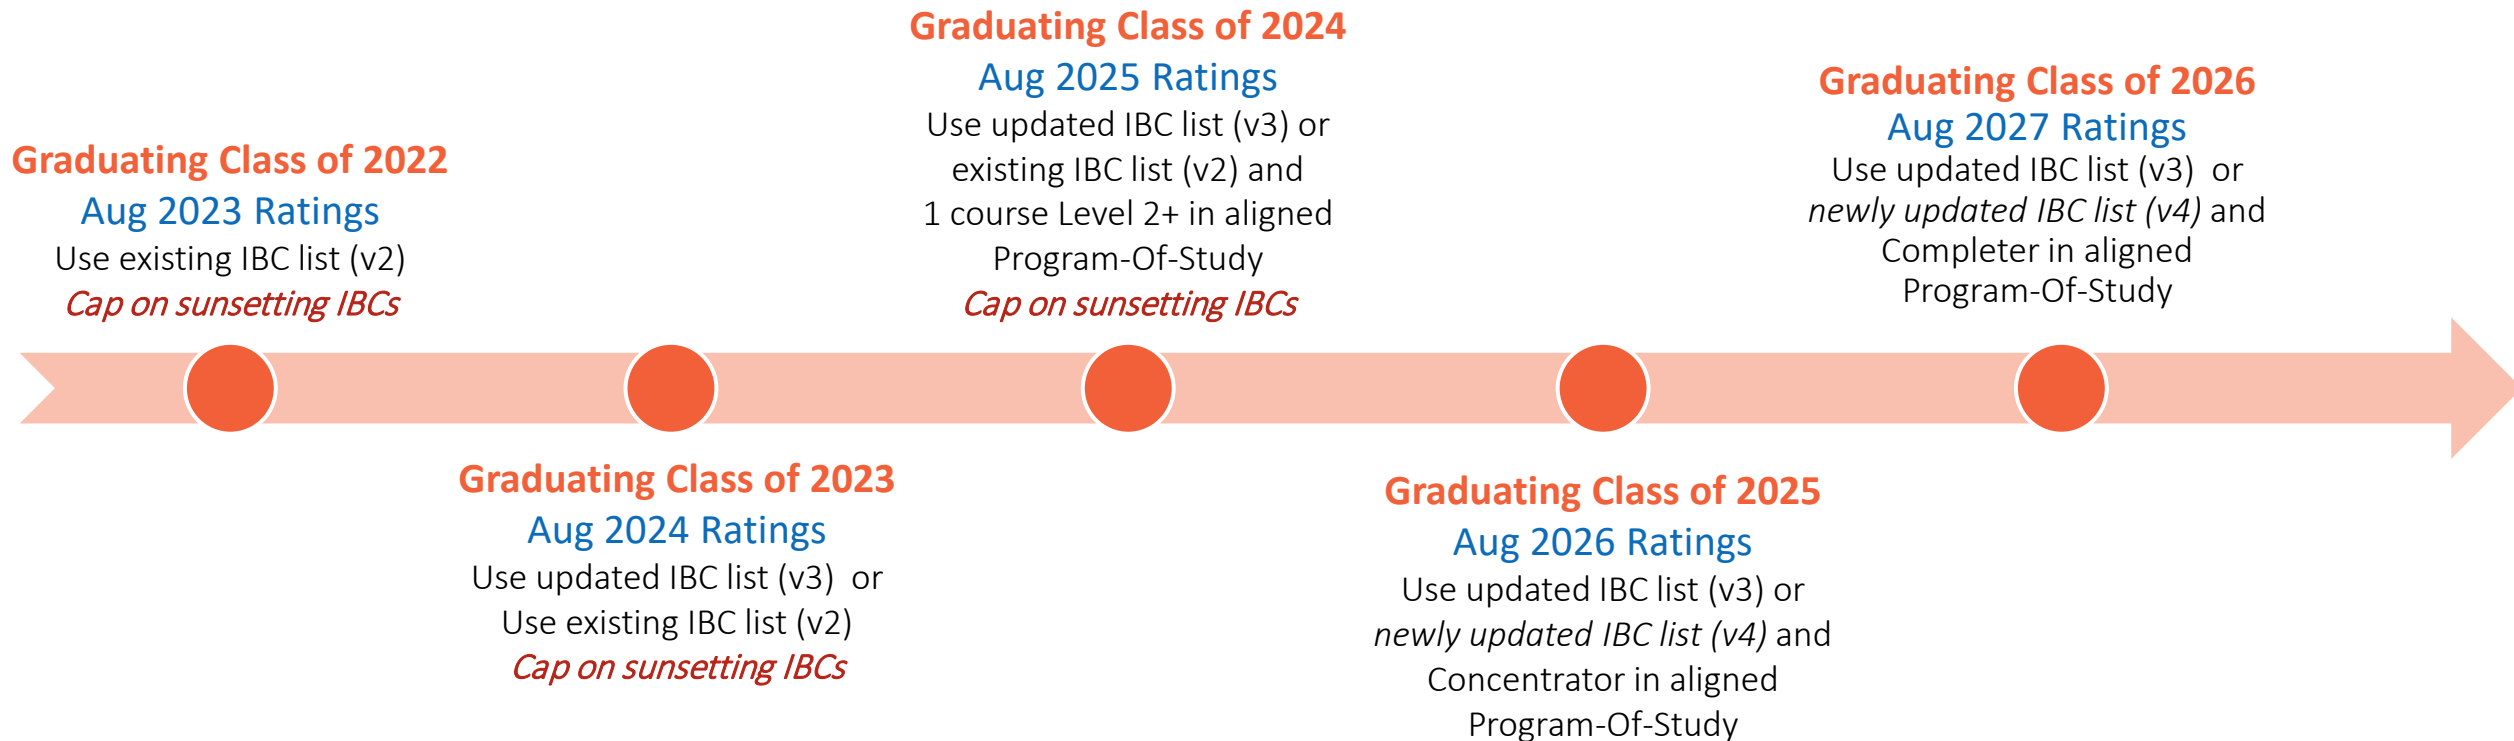 Graduating Class of 2022
Aug 2023 Ratings
Use existing IBC list (v2)
Cap on sunsetting IBCs
Graduating Class of 2023
Aug 2024 Ratings
Use updated IBC list (v3) or
Use existing IBC list (v2)
Cap on sunsetting IBCs
Graduating Class of 2024
Aug 2025 Ratings
Use updated IBC list (v3) or
existing IBC list (v2) and
1 course Level 2+ in aligned
Program-Of-Study
Cap on sunsetting IBCs
Graduating Class of 2025
Aug 2026 Ratings
Use updated IBC list (v3) or
newly updated IBC list (v4) and
Concentrator in aligned
Program-Of-Study
Graduating Class of 2026
Aug 2027 Ratings
Use updated IBC list (v3) or
newly updated IBC list (v4) and
Completer in aligned
Program-Of-Study